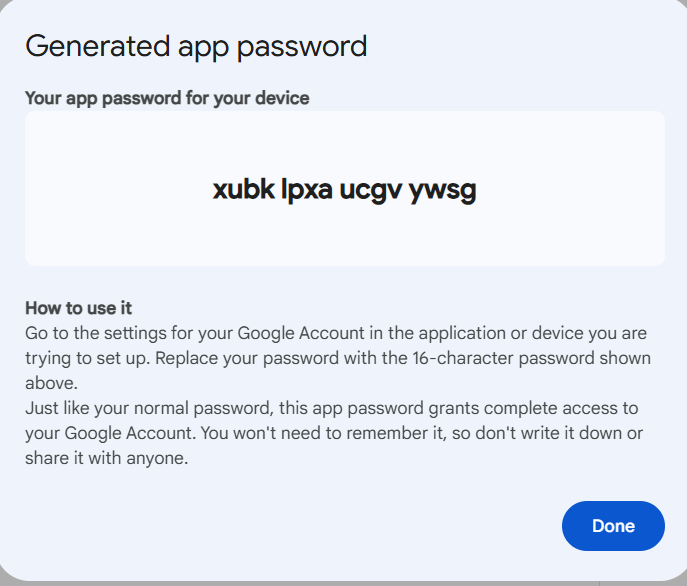 Generated app password
Your app password for your device
xubk lpxa ucgv ywsg
How to use it
Go to the settings for your Google Account in the application or device you are
trying to set up. Replace your password with the 16-character password shown
above.
Just like your normal password, this app password grants complete access to
your Google Account. You won't need to remember it, so don't write it down or
share it with anyone.
Done